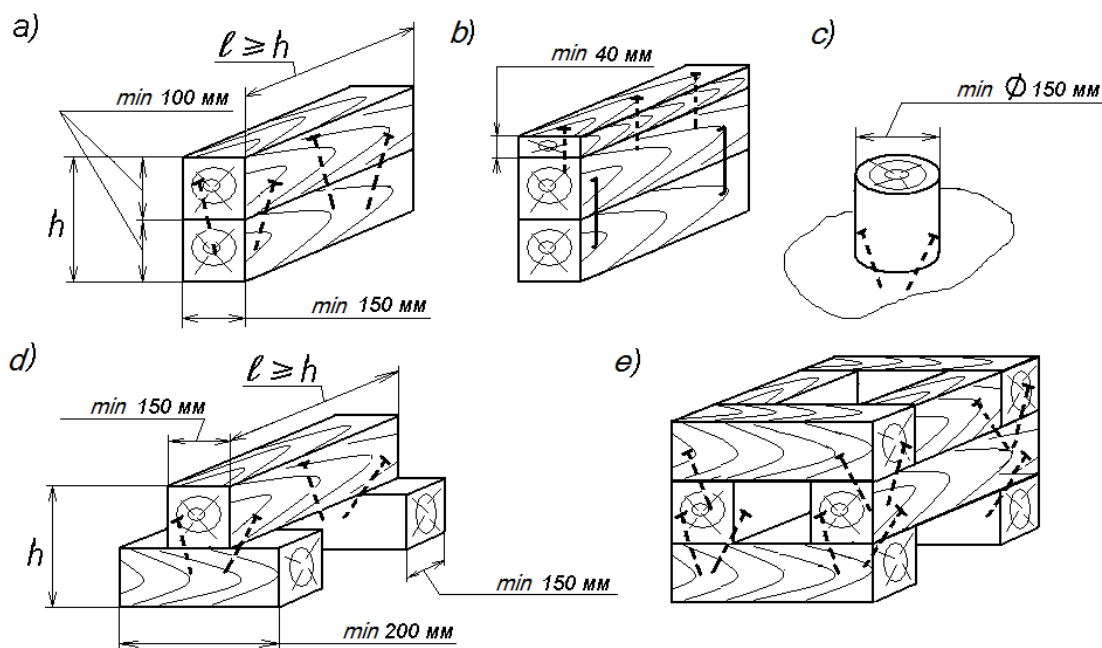 a)
ℓ ≥ h
min 100 мм
h
min 150 мм
b)
min 40 мм
c)
min Ø 150 мм
d)
ℓ ≥ h
min 150 мм
h
min 150 мм
min 200 мм
e)